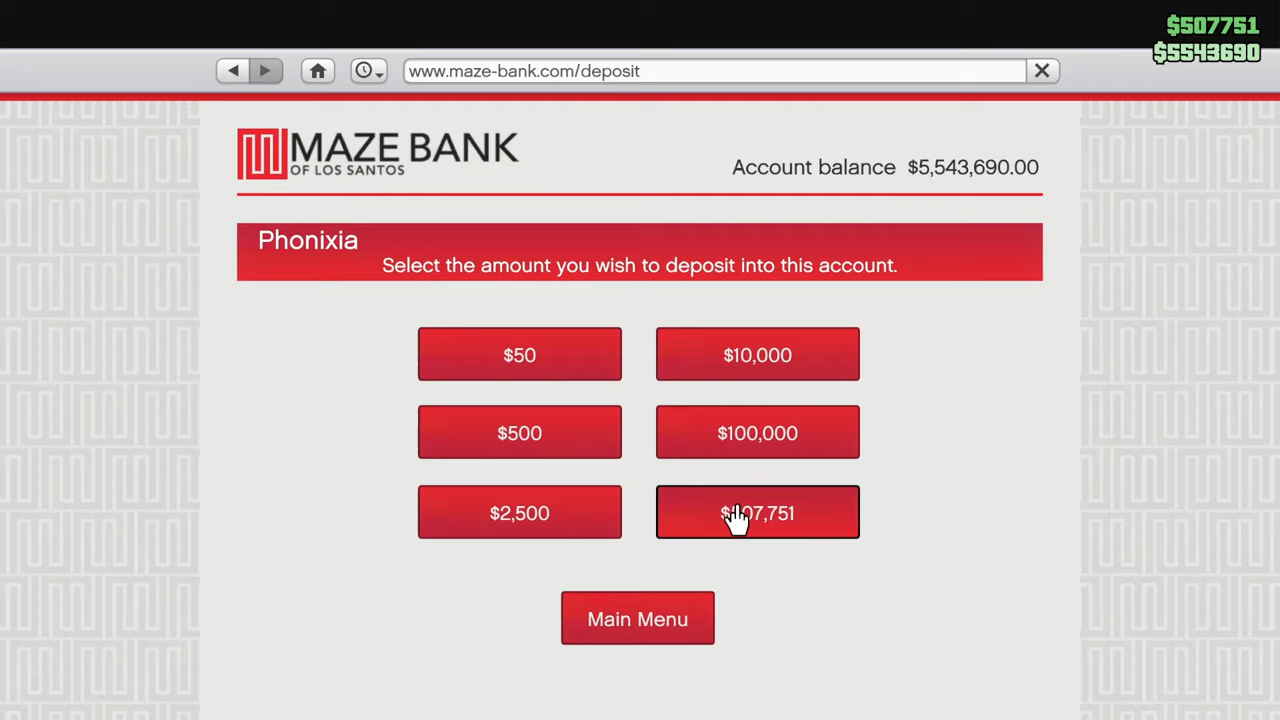 $507751
$5543690
www.maze-bank.com/deposit
MAZE BANK
OF LOS SANTOS
Account balance $5,543,690.00
Phonixia
Select the amount you wish to deposit into this account.
$50
$10,000
$500
$100,000
$2,500
$507,751
Main Menu